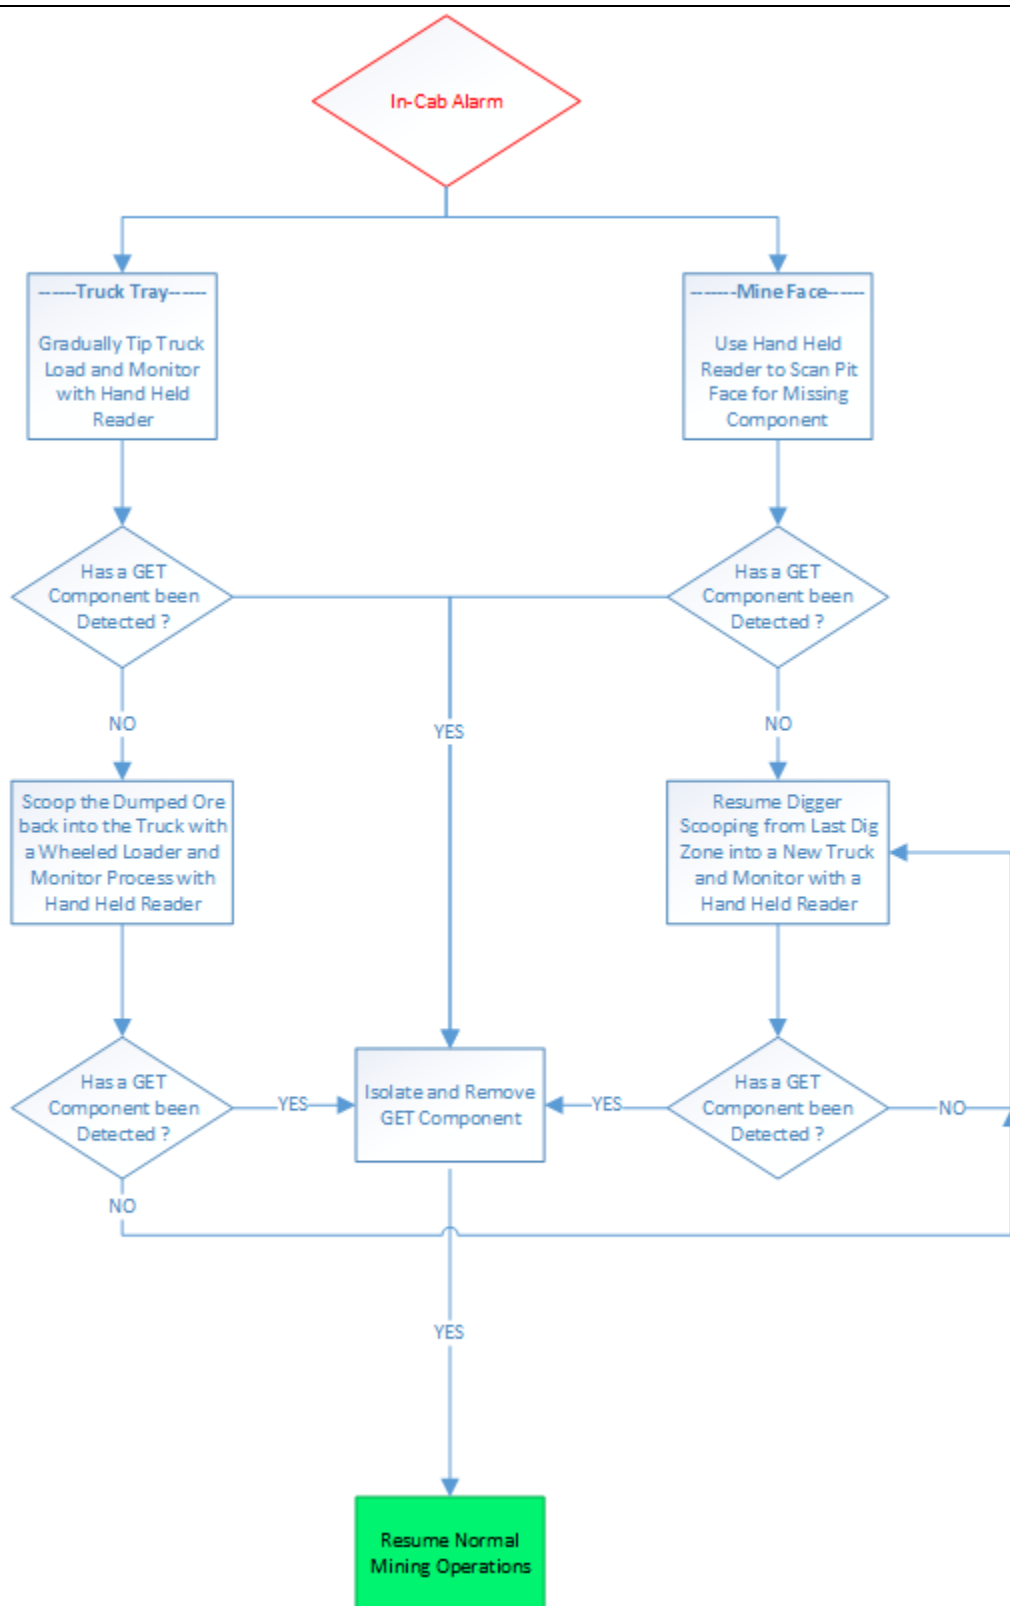 In-Cab Alarm
------Truck Tray------
Gradually Tip Truck
Load and Monitor
with Hand Held
Reader
-------Mine Face------
Use Hand Held
Reader to Scan Pit
Face for Missing
Component
Has a GET
Component been
Detected ?
Has a GET
Component been
Detected ?
NO
YES
NO
Scoop the Dumped Ore
back into the Truck with
a Wheeled Loader and
Monitor Process with
Hand Held Reader
Resume Digger
Scooping from Last Dig
Zone into a New Truck
and Monitor with a
Hand Held Reader
Has a GET
Component been
Detected ?
YES
Isolate and Remove
GET Component
YES
Has a GET
Component been
Detected ?
NO
NO
YES
Resume Normal
Mining Operations